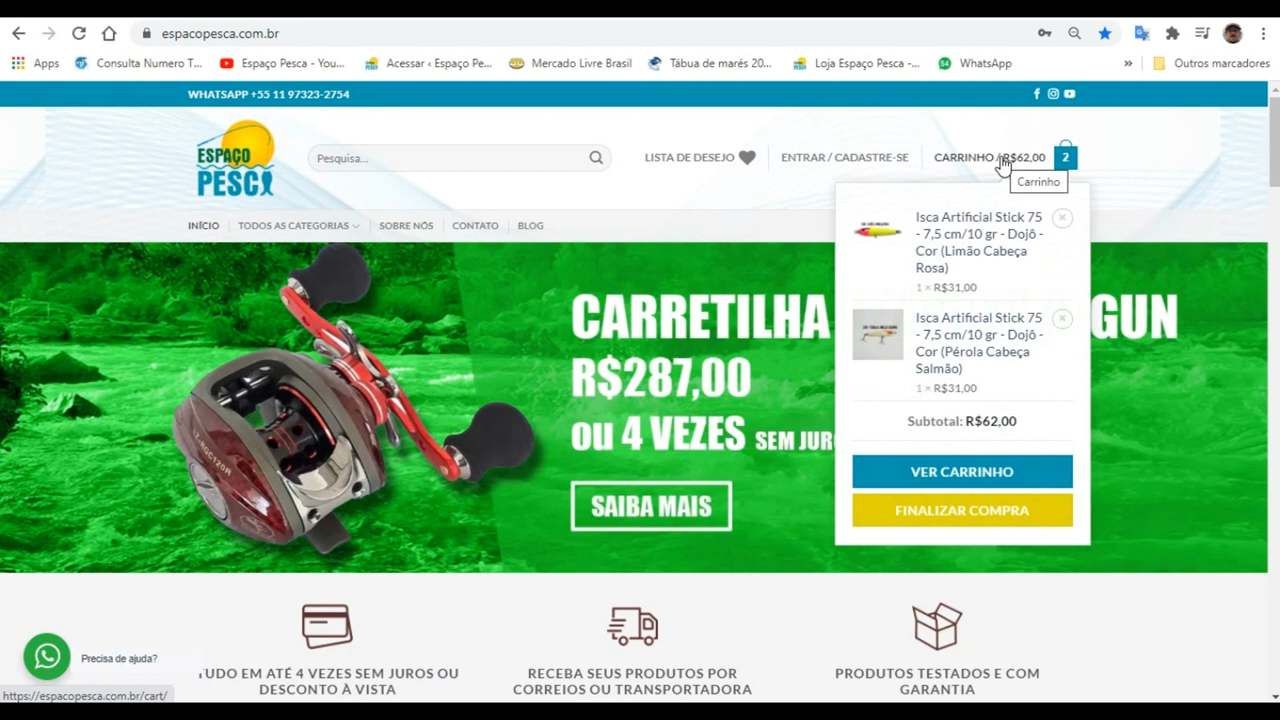 espacopesca.com.br
Apps
Consulta Numero T...
Espaço Pesca - You...
Acessar ‹ Espaço Pe...
Mercado Livre Brasil
Tábua de marés 20...
Loja Espaço Pesca -...
WhatsApp
»
Outros marcadores
WHATSAPP +55 11 97323-2754
ESPAÇO
PESCA
Pesquisa...
LISTA DE DESEJO
ENTRAR / CADASTRE-SE
CARRINHO / R$62,00
2
Carrinho
INÍCIO
TODOS AS CATEGORIAS
SOBRE NÓS
CONTATO
BLOG
Isca Artificial Stick 75
- 7,5 cm/10 gr - Dojô -
Cor (Limão Cabeça
Rosa)
1 × R$31,00
Isca Artificial Stick 75
- 7,5 cm/10 gr - Dojô -
Cor (Pérola Cabeça
Salmão)
1 × R$31,00
Subtotal: R$62,00
VER CARRINHO
FINALIZAR COMPRA
CARRETILHA
GUN
R$287,00
ou 4 VEZES SEM JUR
SAIBA MAIS
Precisa de ajuda?
TUDO EM ATÉ 4 VEZES SEM JUROS OU
DESCONTO À VISTA
RECEBA SEUS PRODUTOS POR
CORREIOS OU TRANSPORTADORA
PRODUTOS TESTADOS E COM
GARANTIA
https://espacopesca.com.br/cart/